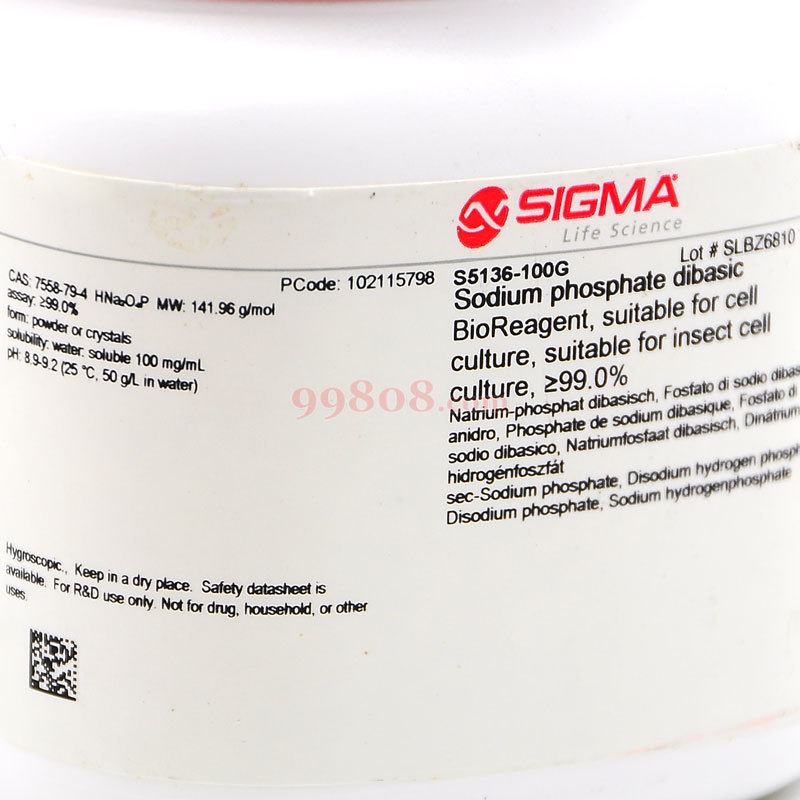 SIGMA
Life Science
Lot # SLBZ6810
PCode: 102115798
S5136-100G
Sodium phosphate dibasic
BioReagent, suitable for cell
culture, suitable for insect cell
culture, ≥99.0%
Natrium-phosphat dibasisch, Fosfato di sodio
anidro, Phosphate de sodium dibasique, Fosfato di
sodio dibasico, Natriumfosfaat dibasisch, Dinátrium
hidrogénfoszfát
sec-Sodium phosphate, Disodium hydrogen
Disodium phosphate, Sodium hydrogenphosphate
CAS: 7558-79-4 HNa₂O₄P MW: 141.96 g/mol
assay: ≥99.0%
form: powder or crystals
solubility: water: soluble 100 mg/mL
pH: 8.9-9.2 (25 °C, 50 g/L in water)
Hygroscopic., Keep in a dry place. Safety datasheet is
available. For R&D use only. Not for drug, household, or other
uses.
99808.com